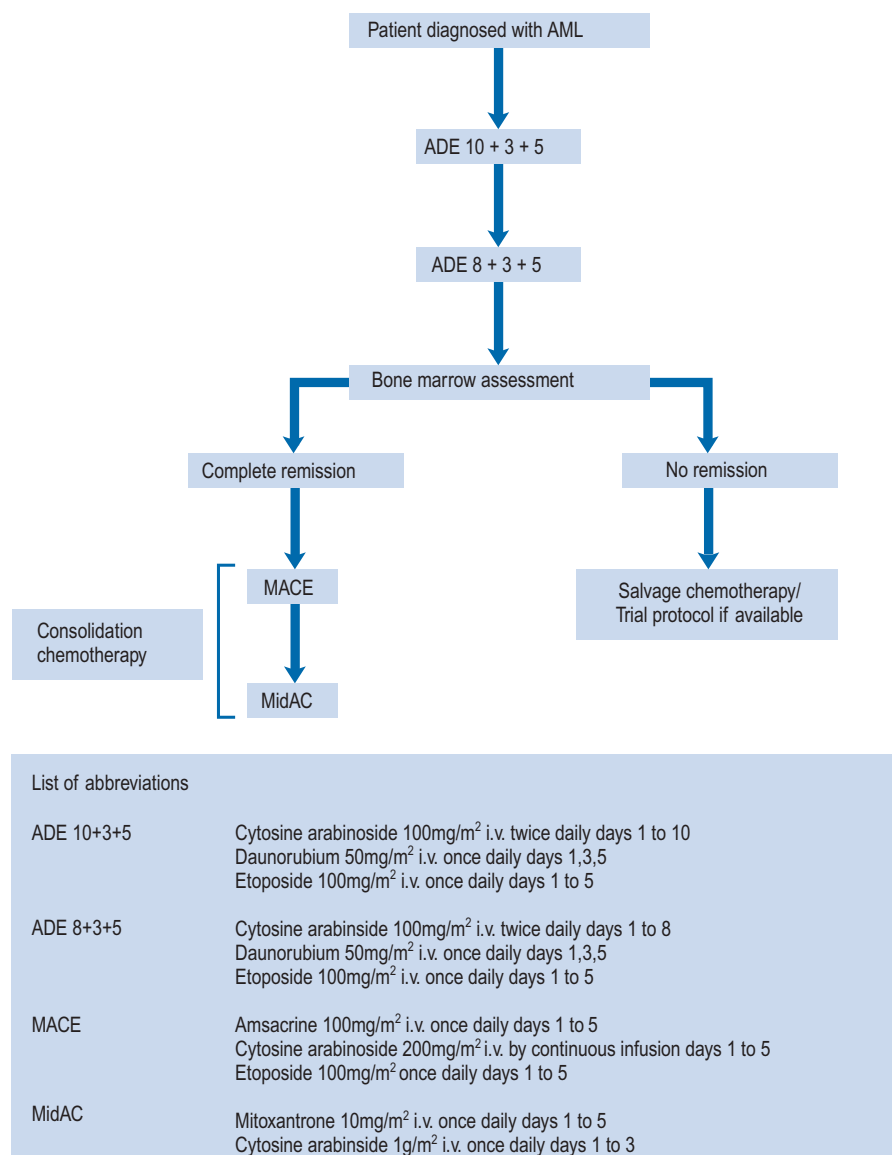 Patient diagnosed with AML
ADE 10 + 3 + 5
ADE 8 + 3 + 5
Bone marrow assessment
Complete remission
No remission
MACE
Salvage chemotherapy/
Trial protocol if available
Consolidation
chemotherapy
MidAC
List of abbreviations
ADE 10+3+5 Cytosine arabinoside 100mg/m² i.v. twice daily days 1 to 10
Daunorubium 50mg/m² i.v. once daily days 1,3,5
Etoposide 100mg/m² i.v. once daily days 1 to 5
ADE 8+3+5 Cytosine arabinside 100mg/m² i.v. twice daily days 1 to 8
Daunorubium 50mg/m² i.v. once daily days 1,3,5
Etoposide 100mg/m² i.v. once daily days 1 to 5
MACE Amsacrine 100mg/m² i.v. once daily days 1 to 5
Cytosine arabinoside 200mg/m² i.v. by continuous infusion days 1 to 5
Etoposide 100mg/m² once daily days 1 to 5
MidAC Mitoxantrone 10mg/m² i.v. once daily days 1 to 5
Cytosine arabinside 1g/m² i.v. once daily days 1 to 3